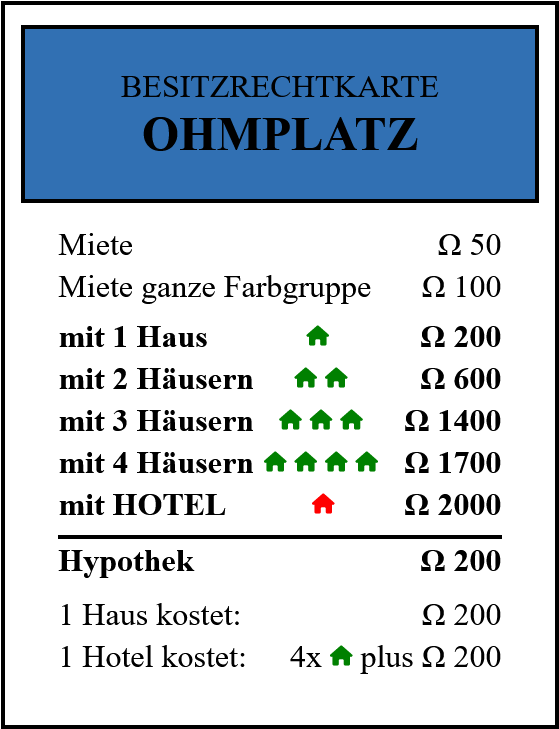 BESITZRECHTKARTE
OHMPLATZ
Miete Ω 50
Miete ganze Farbgruppe Ω 100
mit 1 Haus Ω 200
mit 2 Häusern Ω 600
mit 3 Häusern Ω 1400
mit 4 Häusern Ω 1700
mit HOTEL Ω 2000
Hypothek Ω 200
1 Haus kostet: Ω 200
1 Hotel kostet: 4x plus Ω 200